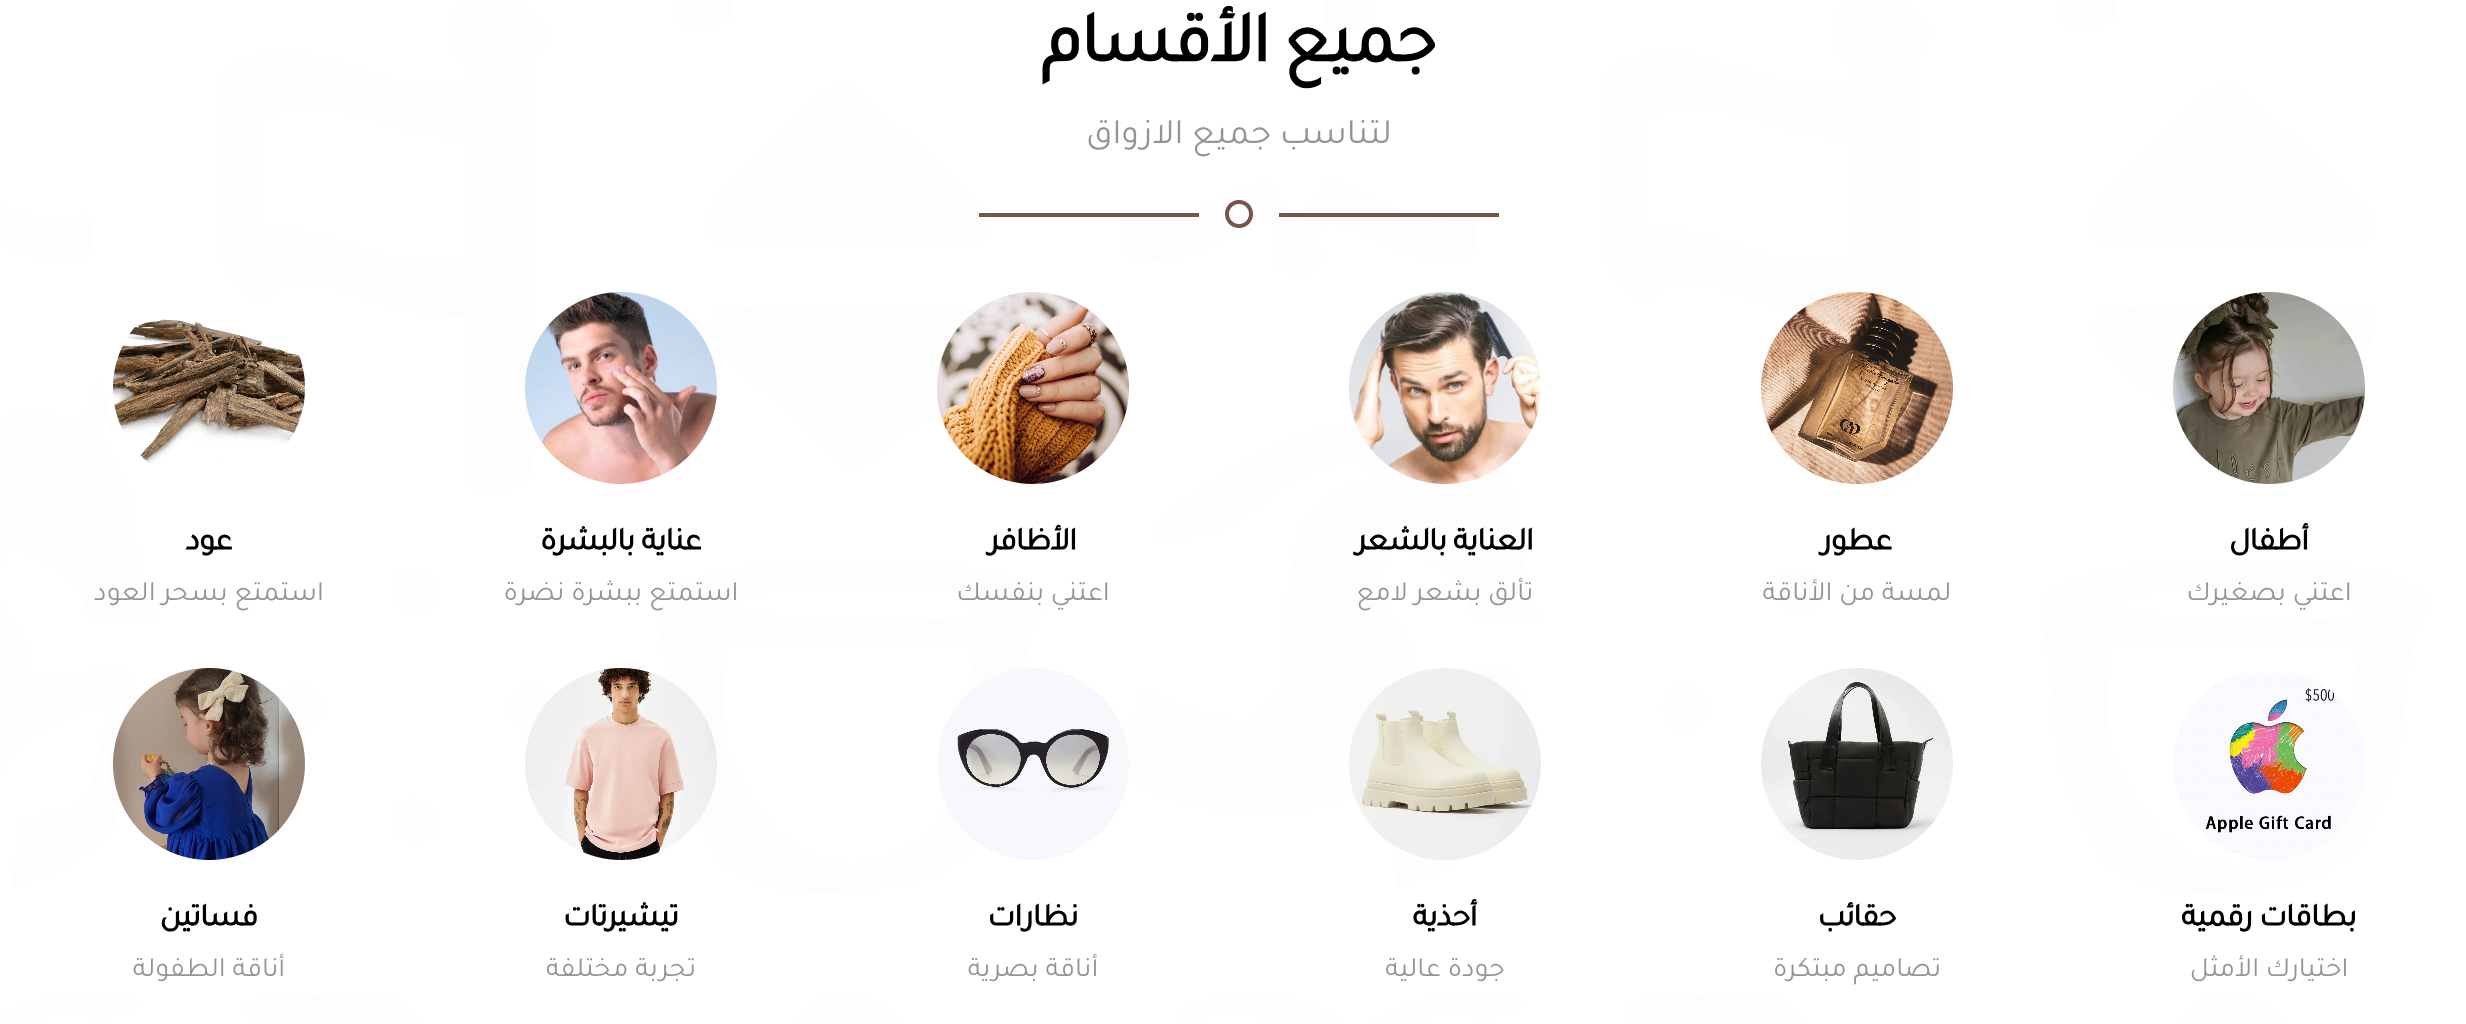 جميع الأقسام
لتناسب جميع الازواق
أطفال
اعتني بصغيرك
عطور
لمسة من الأناقة
العناية بالشعر
تألق بشعر لامع
الأظافر
اعتني بنفسك
عناية بالبشرة
استمتع ببشرة نضرة
عود
استمتع بسحر العود
$500
Apple Gift Card
بطاقات رقمية
اختيارك الأمثل
حقائب
تصاميم مبتكرة
أحذية
جودة عالية
نظارات
أناقة بصرية
تيشيرتات
تجربة مختلفة
فساتين
أناقة الطفولة